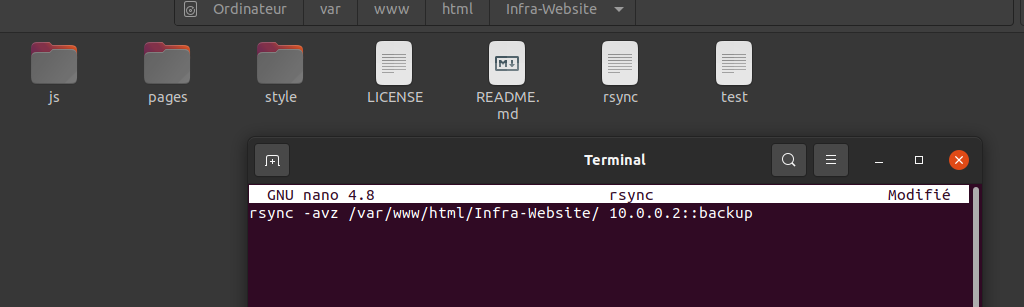 Ordinateur var www html Infra-Website
js pages style LICENSE README.md rsync test
Terminal
GNU nano 4.8 rsync Modifié
rsync -avz /var/www/html/Infra-Website/ 10.0.0.2::backup